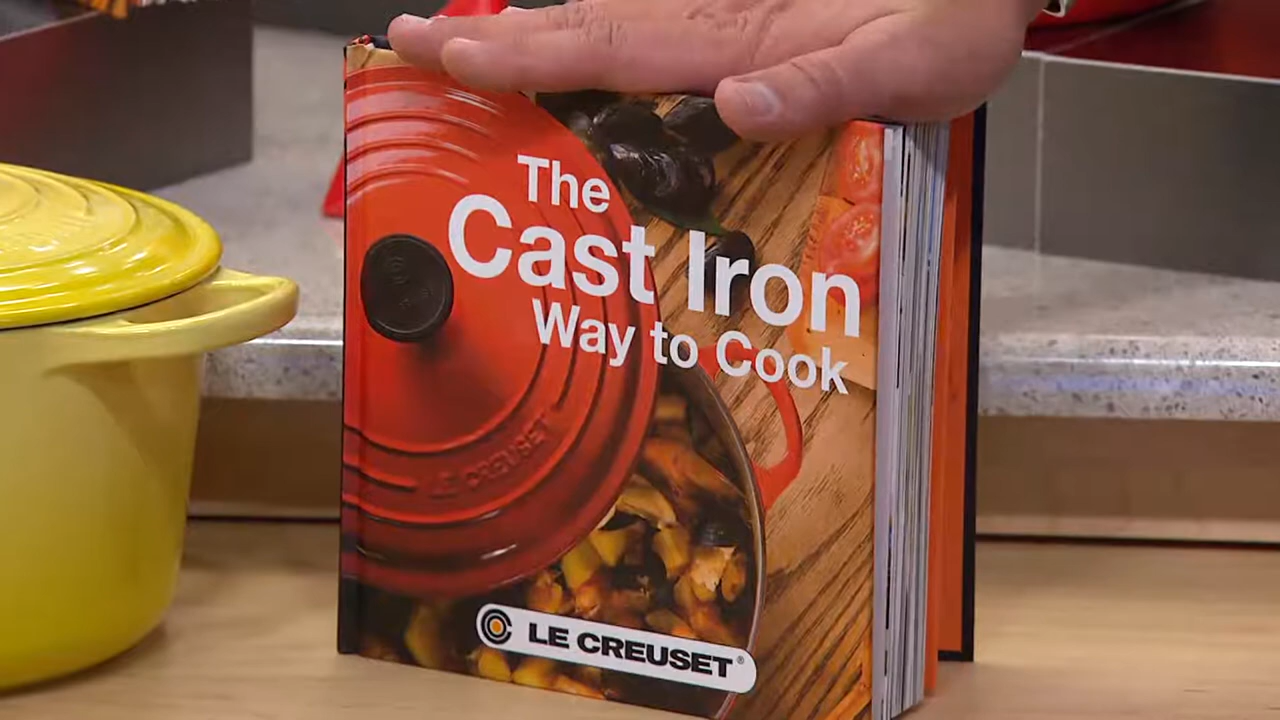 The
Cast Iron
Way to Cook
LE CREUSET
LE CREUSET®